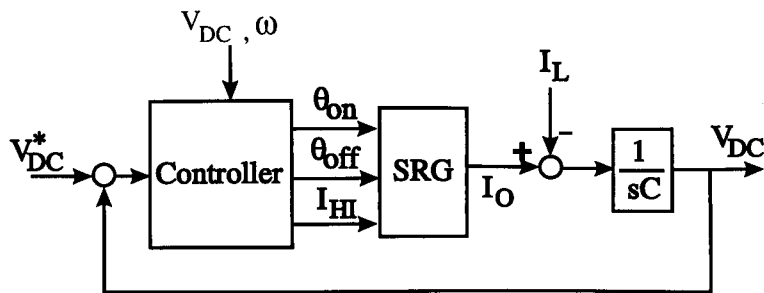 V_DC , ω
V*_DC
Controller
θ_on
θ_off
I_HI
SRG
I_O
+
I_L
-
1
sC
V_DC